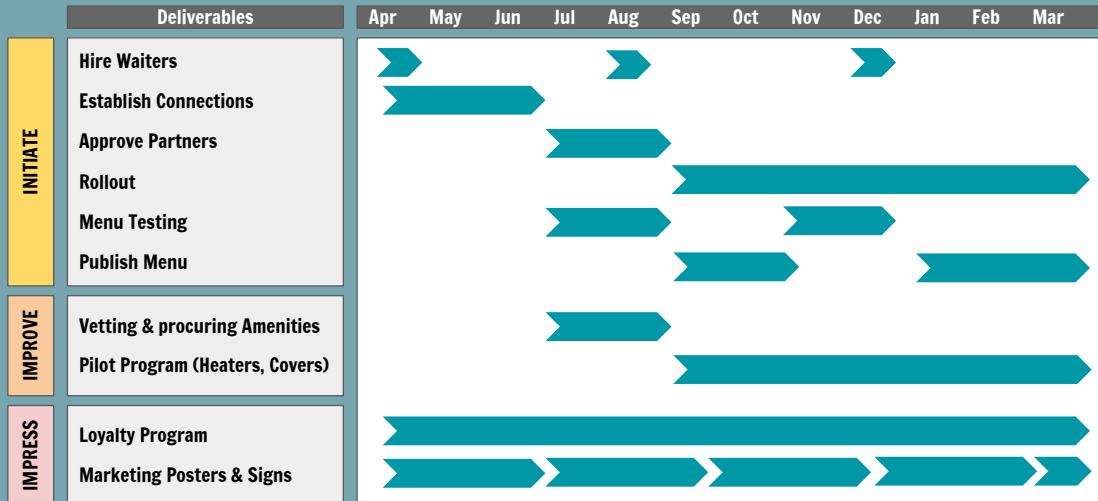 Deliverables
Apr May Jun Jul Aug Sep Oct Nov Dec Jan Feb Mar
INITIATE
Hire Waiters
Establish Connections
Approve Partners
Rollout
Menu Testing
Publish Menu
IMPROVE
Vetting & procuring Amenities
Pilot Program (Heaters, Covers)
IMPRESS
Loyalty Program
Marketing Posters & Signs